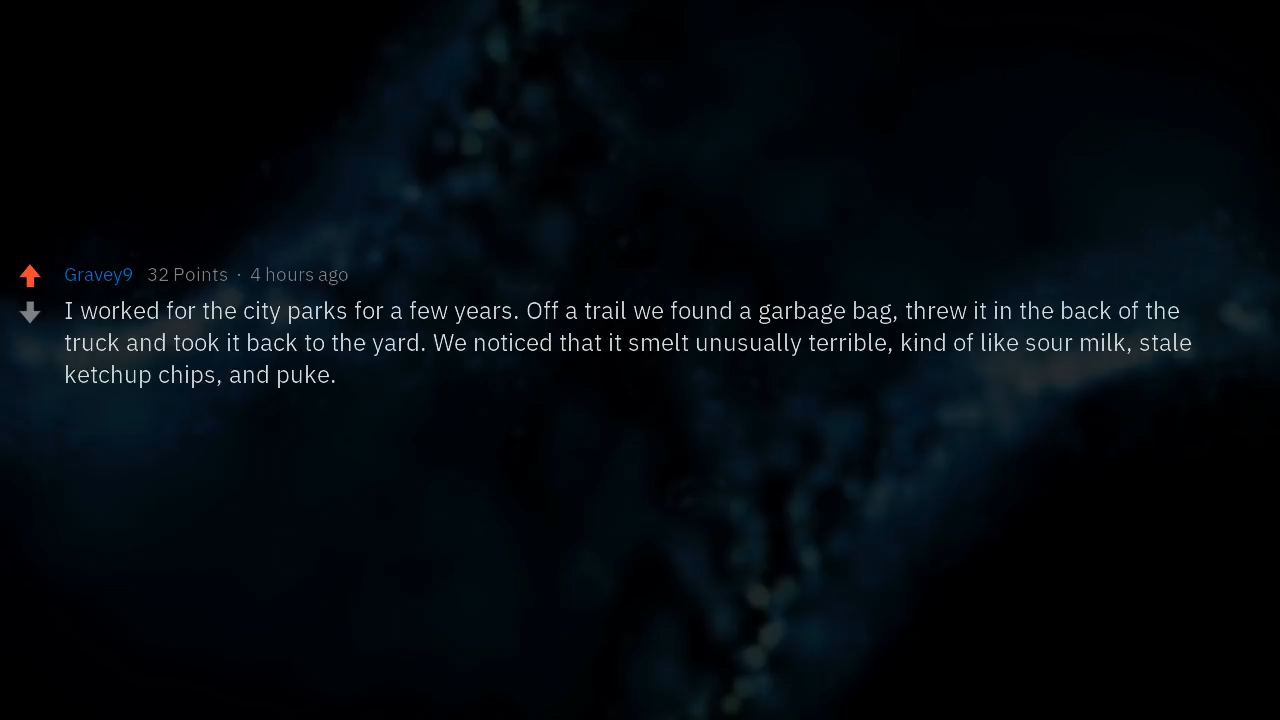 Gravey9 32 Points · 4 hours ago
I worked for the city parks for a few years. Off a trail we found a garbage bag, threw it in the back of the
truck and took it back to the yard. We noticed that it smelt unusually terrible, kind of like sour milk, stale
ketchup chips, and puke.